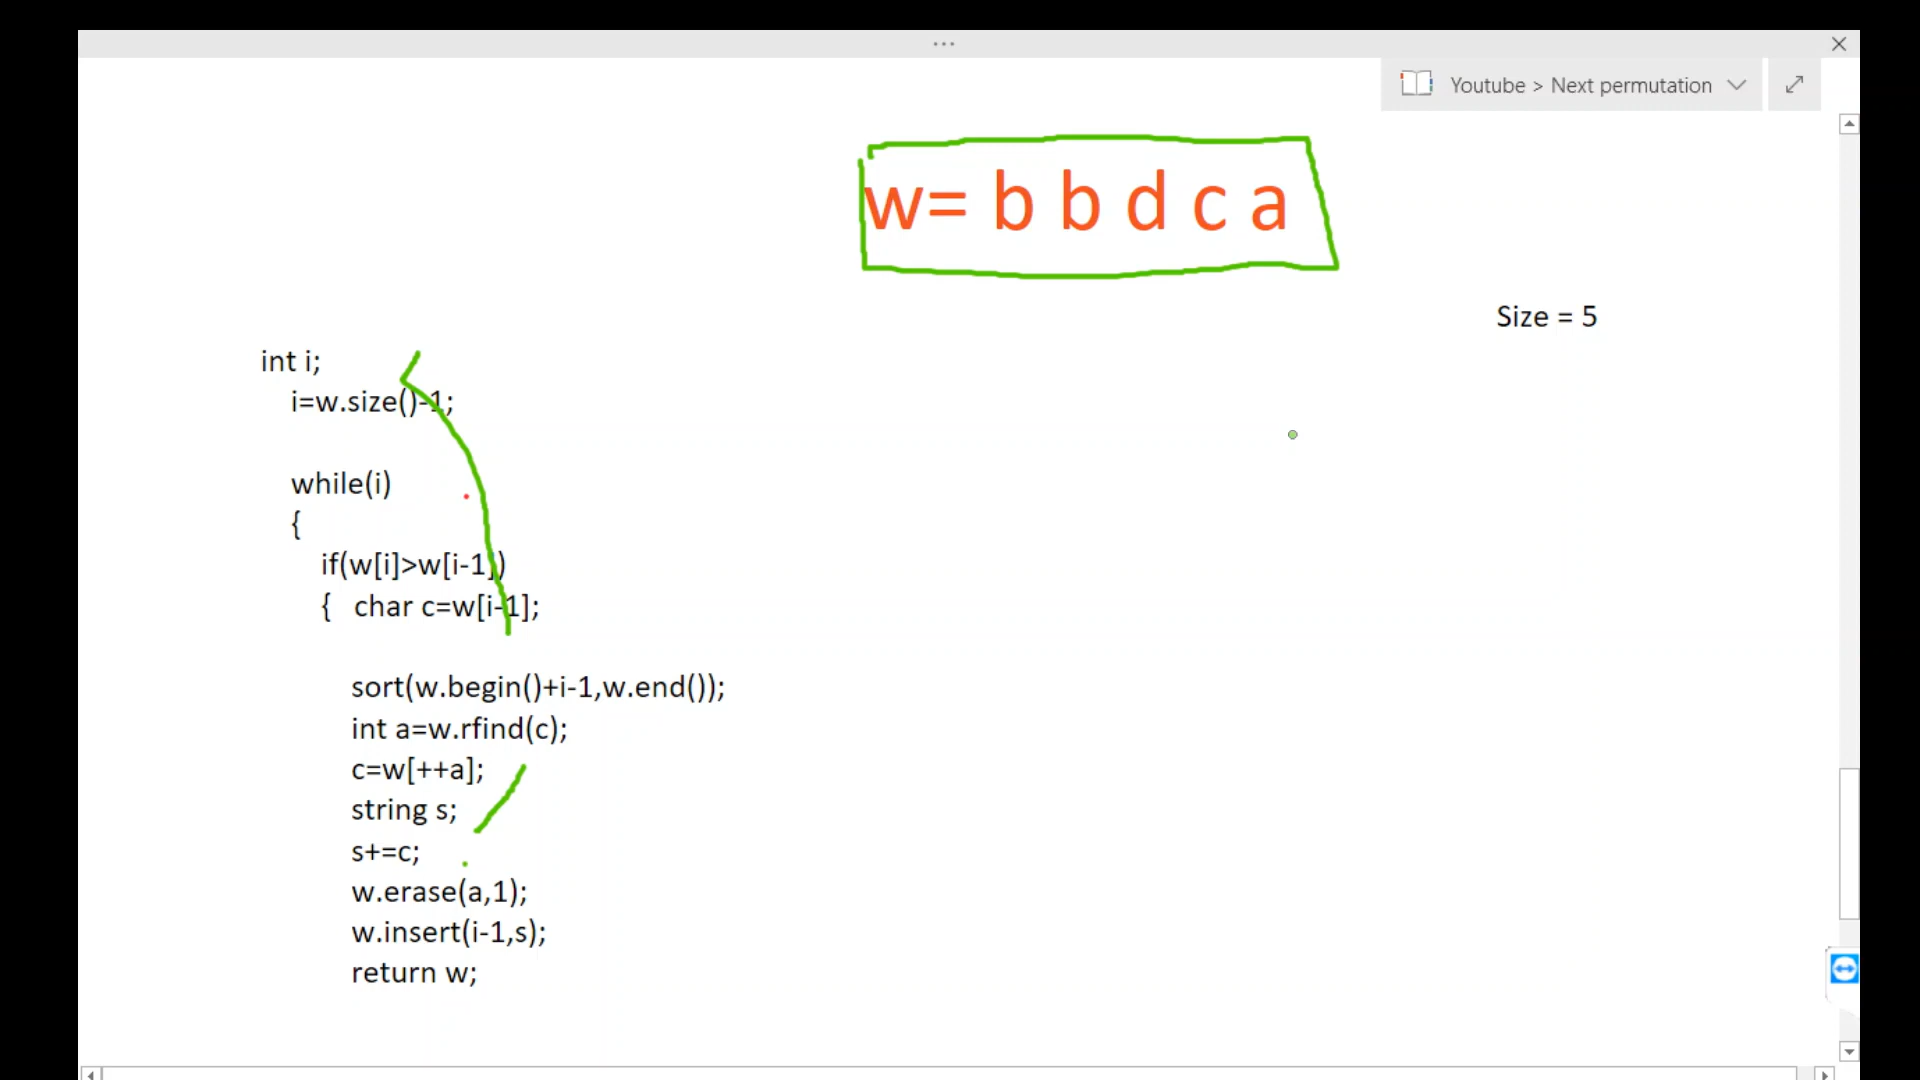 Youtube > Next permutation
w= b b d c a
Size = 5
int i;
i=w.size()-1;
while(i)
{
if(w[i]>w[i-1])
{ char c=w[i-1];
sort(w.begin()+i-1,w.end());
int a=w.rfind(c);
c=w[++a];
string s;
s+=c;
w.erase(a,1);
w.insert(i-1,s);
return w;